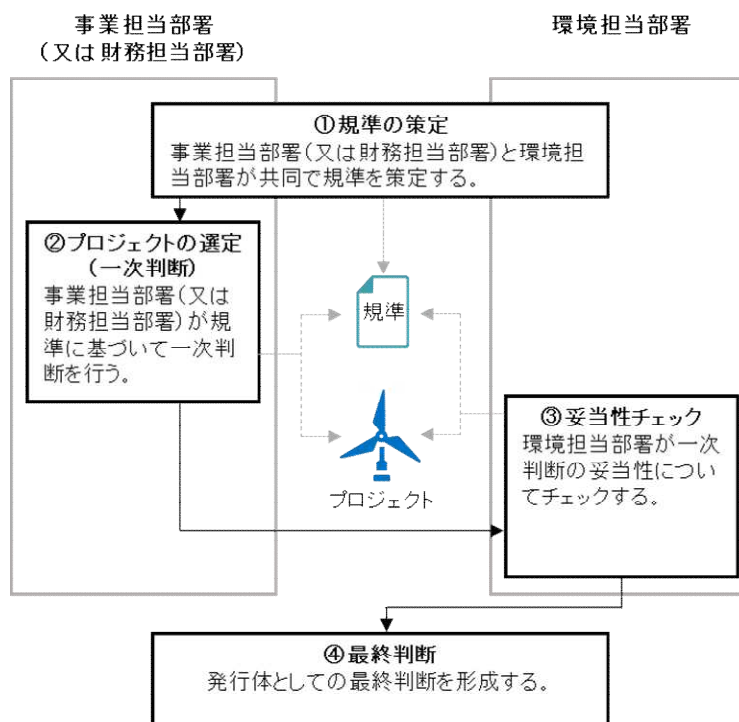 事業担当部署
(又は財務担当部署)
環境担当部署
①規準の策定
事業担当部署(又は財務担当部署)と環境担
当部署が共同で規準を策定する。
②プロジェクトの選定
(一次判断)
事業担当部署(又は
財務担当部署)が規
準に基づいて一次判
断を行う。
規準
プロジェクト
③妥当性チェック
環境担当部署が一次
判断の妥当性につい
てチェックする。
④最終判断
発行体としての最終判断を形成する。